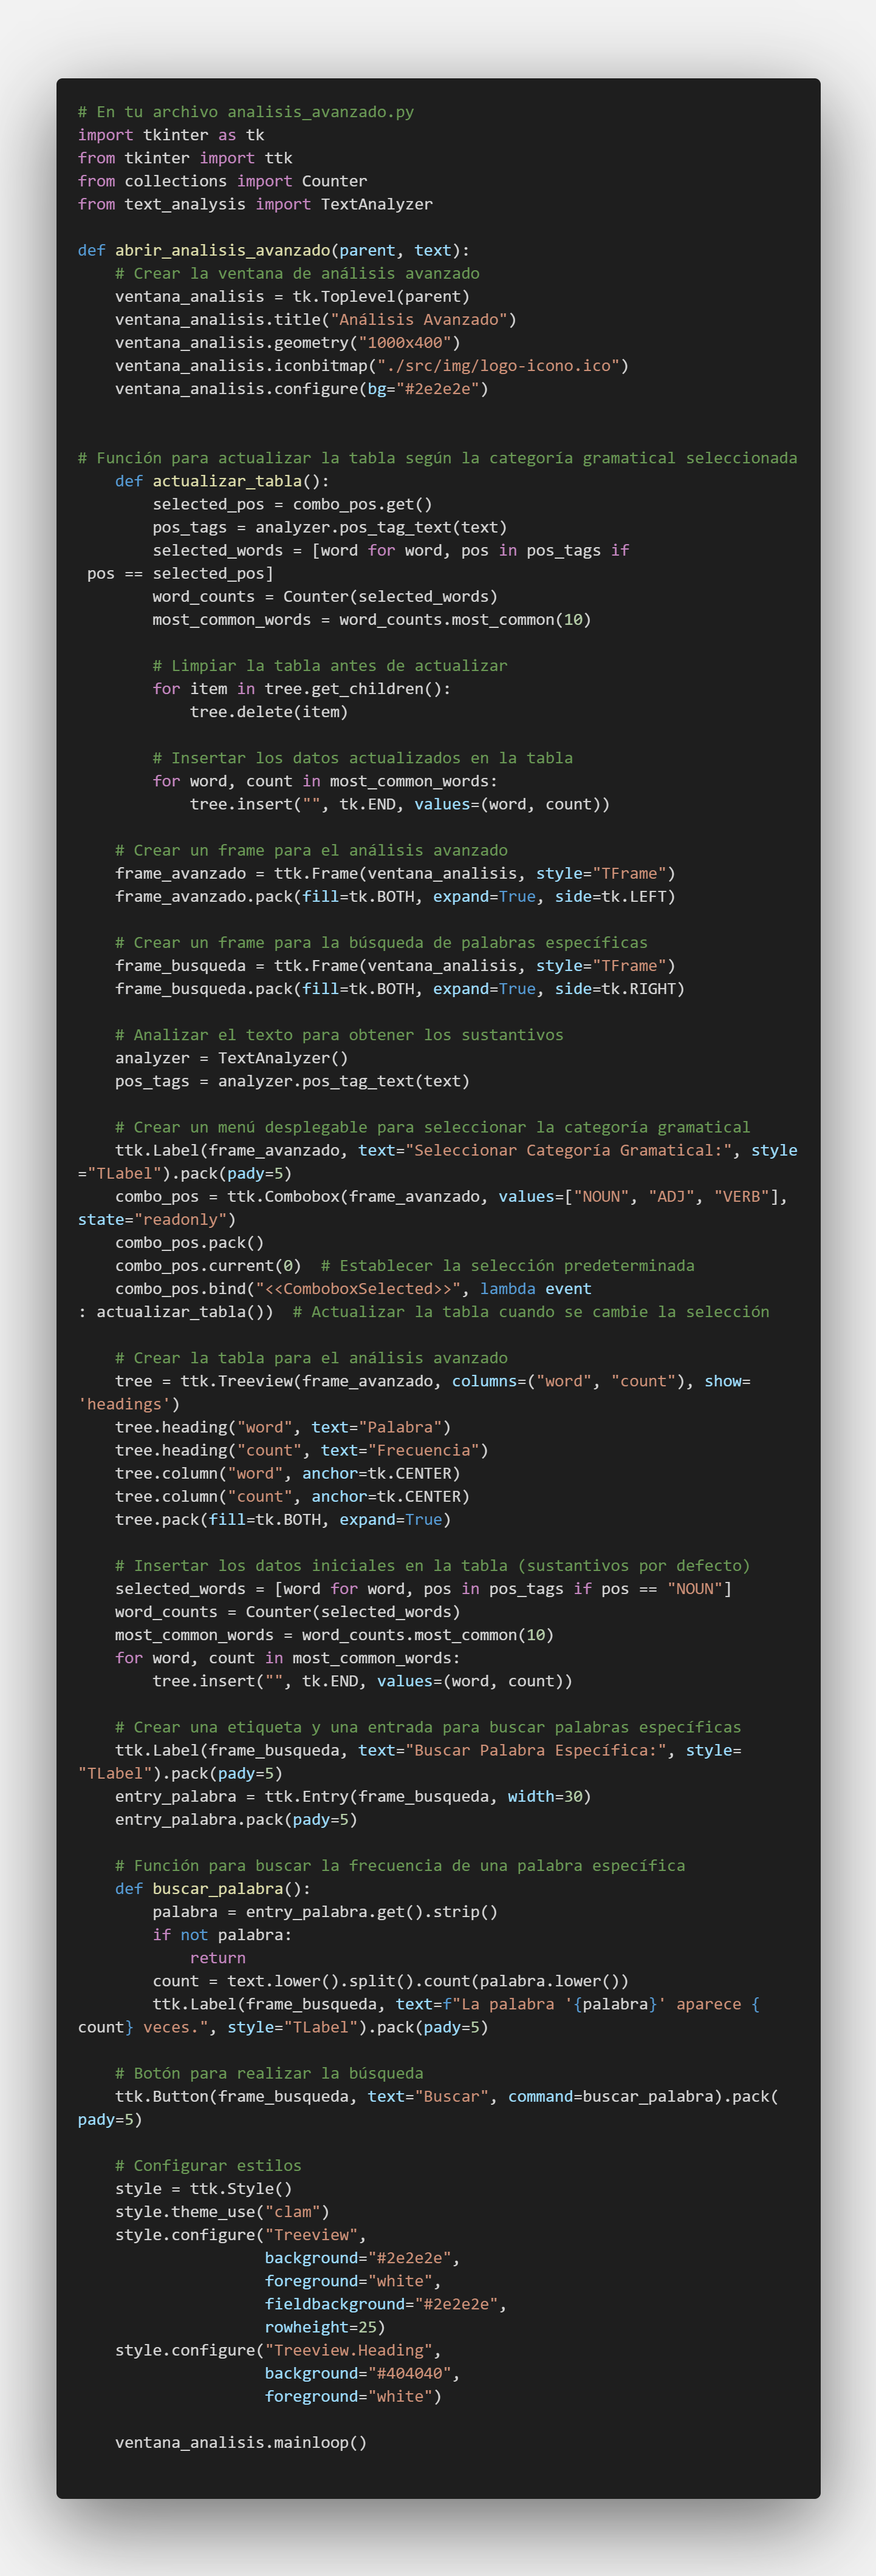 # En tu archivo analisis_avanzado.py
import tkinter as tk
from tkinter import ttk
from collections import Counter
from text_analysis import TextAnalyzer

def abrir_analisis_avanzado(parent, text):
    # Crear la ventana de análisis avanzado
    ventana_analisis = tk.Toplevel(parent)
    ventana_analisis.title("Análisis Avanzado")
    ventana_analisis.geometry("1000x400")
    ventana_analisis.iconbitmap("./src/img/logo-icono.ico")
    ventana_analisis.configure(bg="#2e2e2e")


# Función para actualizar la tabla según la categoría gramatical seleccionada
    def actualizar_tabla():
        selected_pos = combo_pos.get()
        pos_tags = analyzer.pos_tag_text(text)
        selected_words = [word for word, pos in pos_tags if
 pos == selected_pos]
        word_counts = Counter(selected_words)
        most_common_words = word_counts.most_common(10)

        # Limpiar la tabla antes de actualizar
        for item in tree.get_children():
            tree.delete(item)

        # Insertar los datos actualizados en la tabla
        for word, count in most_common_words:
            tree.insert("", tk.END, values=(word, count))

    # Crear un frame para el análisis avanzado
    frame_avanzado = ttk.Frame(ventana_analisis, style="TFrame")
    frame_avanzado.pack(fill=tk.BOTH, expand=True, side=tk.LEFT)

    # Crear un frame para la búsqueda de palabras específicas
    frame_busqueda = ttk.Frame(ventana_analisis, style="TFrame")
    frame_busqueda.pack(fill=tk.BOTH, expand=True, side=tk.RIGHT)

    # Analizar el texto para obtener los sustantivos
    analyzer = TextAnalyzer()
    pos_tags = analyzer.pos_tag_text(text)

    # Crear un menú desplegable para seleccionar la categoría gramatical
    ttk.Label(frame_avanzado, text="Seleccionar Categoría Gramatical:", style
="TLabel").pack(pady=5)
    combo_pos = ttk.Combobox(frame_avanzado, values=["NOUN", "ADJ", "VERB"],
state="readonly")
    combo_pos.pack()
    combo_pos.current(0)  # Establecer la selección predeterminada
    combo_pos.bind("<<ComboboxSelected>>", lambda event
: actualizar_tabla())  # Actualizar la tabla cuando se cambie la selección

    # Crear la tabla para el análisis avanzado
    tree = ttk.Treeview(frame_avanzado, columns=("word", "count"), show=
'headings')
    tree.heading("word", text="Palabra")
    tree.heading("count", text="Frecuencia")
    tree.column("word", anchor=tk.CENTER)
    tree.column("count", anchor=tk.CENTER)
    tree.pack(fill=tk.BOTH, expand=True)

    # Insertar los datos iniciales en la tabla (sustantivos por defecto)
    selected_words = [word for word, pos in pos_tags if pos == "NOUN"]
    word_counts = Counter(selected_words)
    most_common_words = word_counts.most_common(10)
    for word, count in most_common_words:
        tree.insert("", tk.END, values=(word, count))

    # Crear una etiqueta y una entrada para buscar palabras específicas
    ttk.Label(frame_busqueda, text="Buscar Palabra Específica:", style=
"TLabel").pack(pady=5)
    entry_palabra = ttk.Entry(frame_busqueda, width=30)
    entry_palabra.pack(pady=5)

    # Función para buscar la frecuencia de una palabra específica
    def buscar_palabra():
        palabra = entry_palabra.get().strip()
        if not palabra:
            return
        count = text.lower().split().count(palabra.lower())
        ttk.Label(frame_busqueda, text=f"La palabra '{palabra}' aparece {
count} veces.", style="TLabel").pack(pady=5)

    # Botón para realizar la búsqueda
    ttk.Button(frame_busqueda, text="Buscar", command=buscar_palabra).pack(
pady=5)

    # Configurar estilos
    style = ttk.Style()
    style.theme_use("clam")
    style.configure("Treeview",
                    background="#2e2e2e",
                    foreground="white",
                    fieldbackground="#2e2e2e",
                    rowheight=25)
    style.configure("Treeview.Heading",
                    background="#404040",
                    foreground="white")

    ventana_analisis.mainloop()